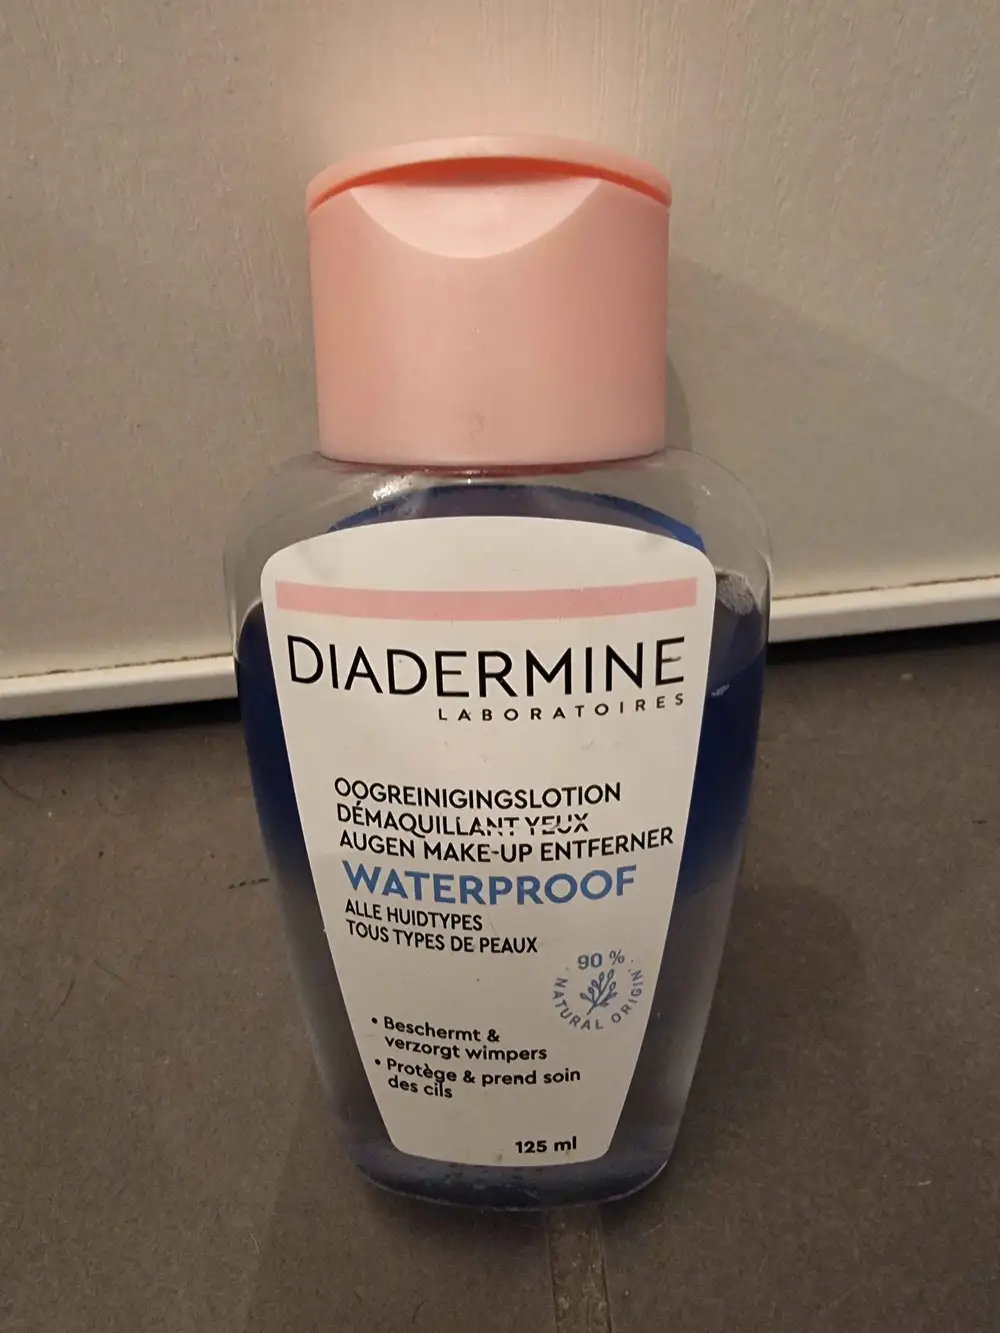 DIADERMINE
LABORATOIRES
OOGREINIGINGSLOTION
DÉMAQUILLANT YEUX
AUGEN MAKE-UP ENTFERNER
WATERPROOF
ALLE HUIDTYPES
TOUS TYPES DE PEAUX
90 %
NATURAL ORIGIN
• Beschermt &
verzorgt wimpers
• Protège & prend soin
des cils
125 ml